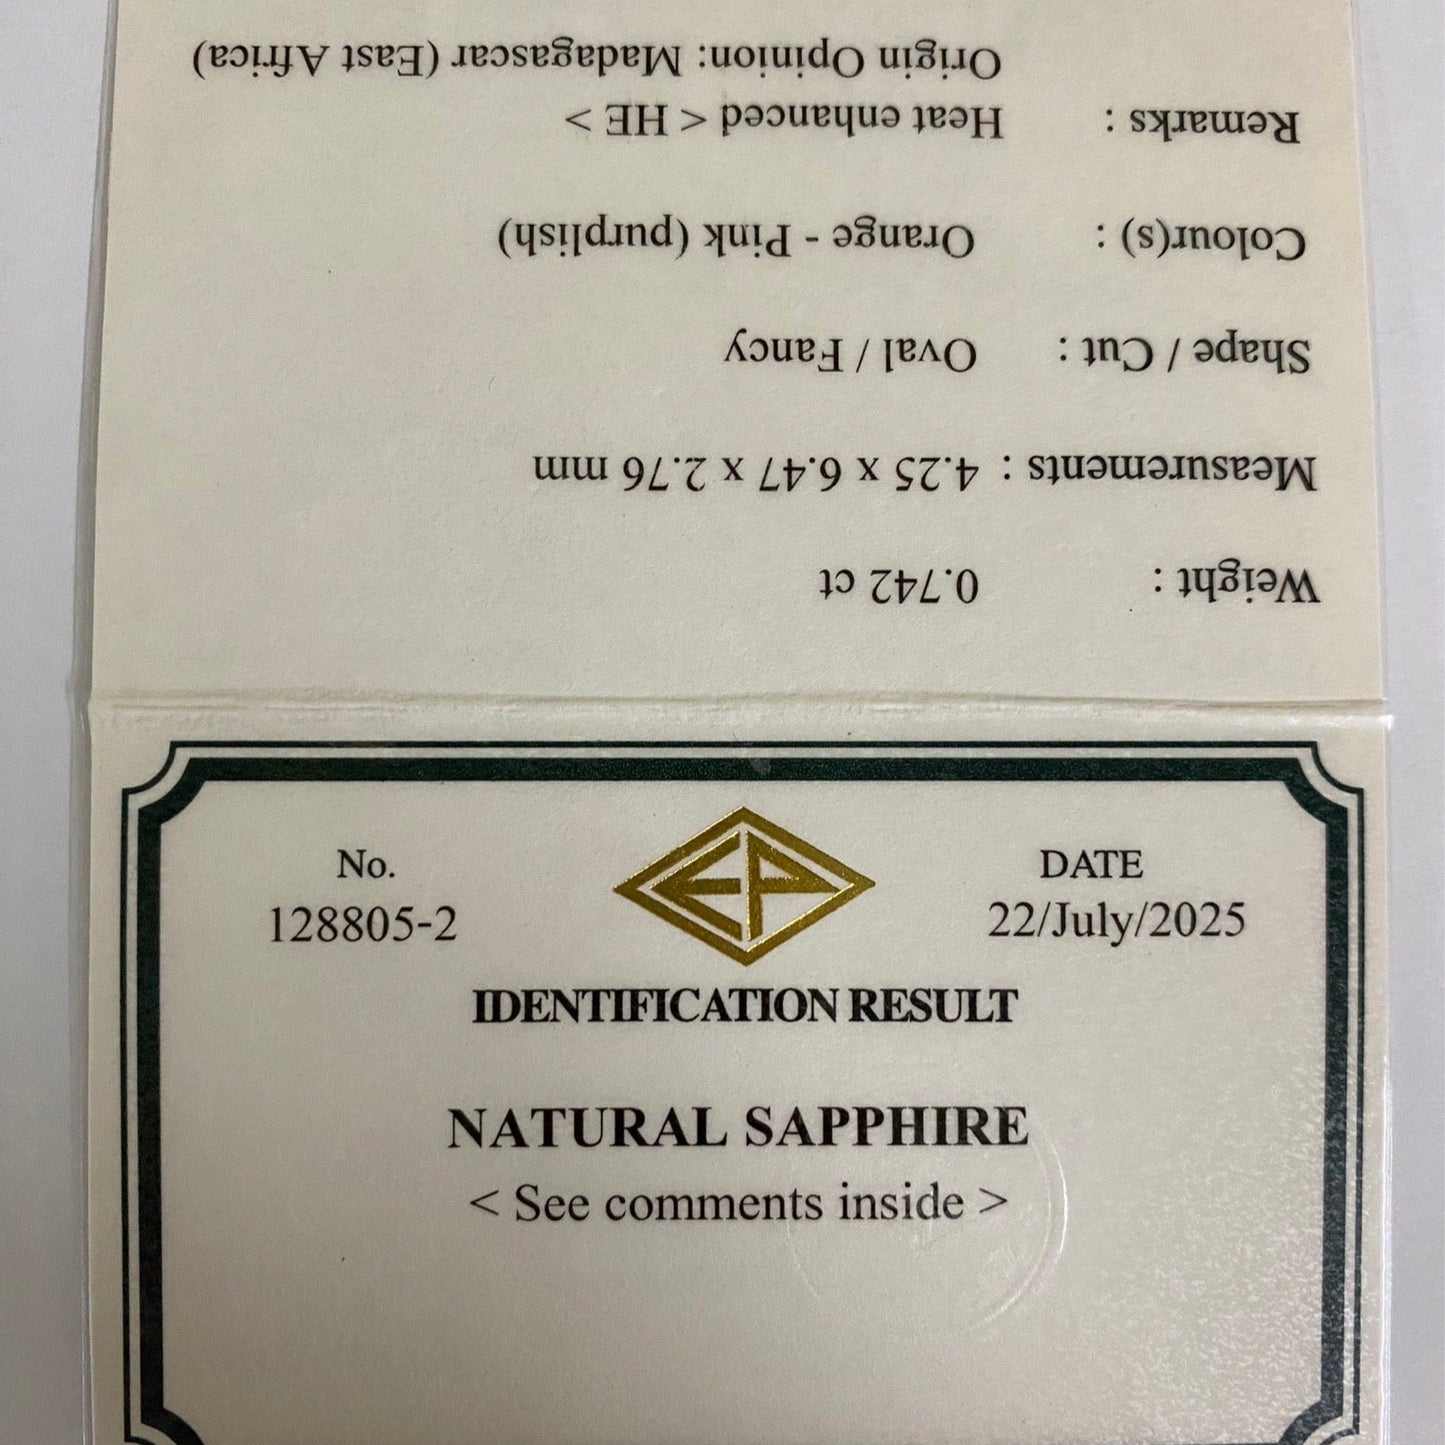 No.
128805-2
EP
DATE
22/July/2025
IDENTIFICATION RESULT
NATURAL SAPPHIRE
< See comments inside >
Weight : 0.742 ct
Measurements : 4.25 x 6.47 x 2.76 mm
Shape / Cut : Oval / Fancy
Colour(s) : Orange - Pink (purplish)
Remarks : Heat enhanced < HE >
Origin Opinion: Madagascar (East Africa)